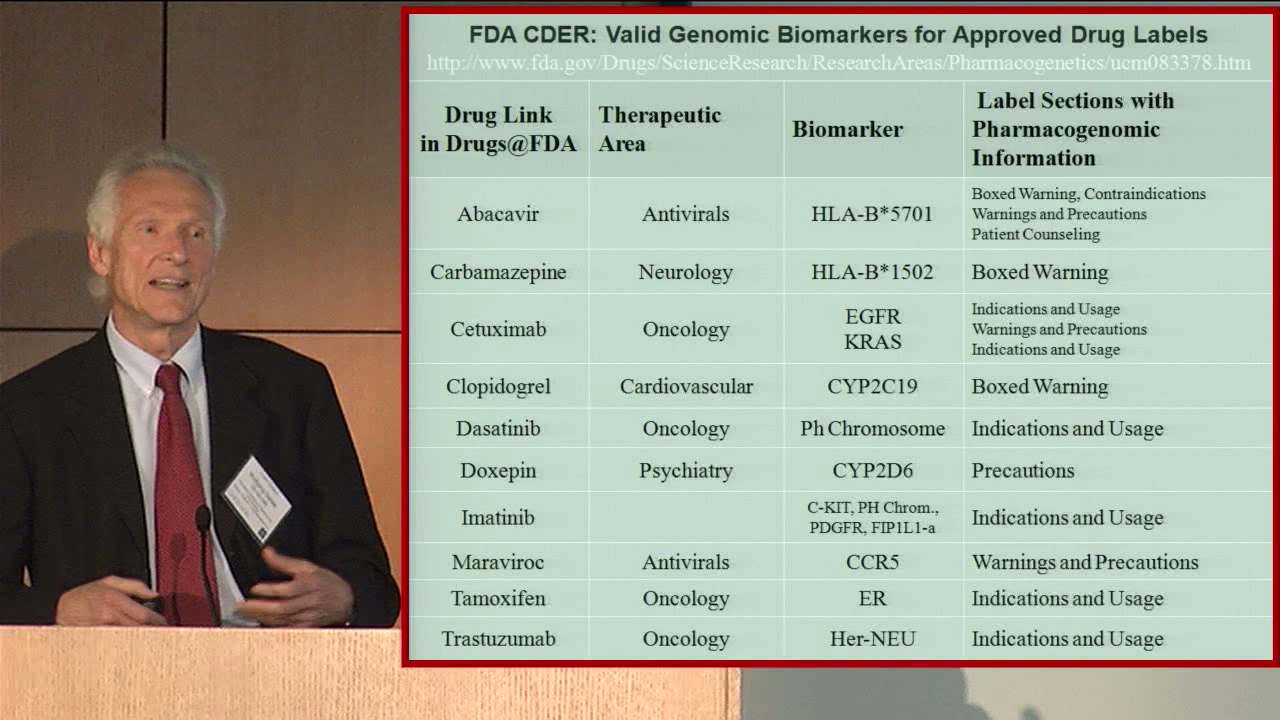 FDA CDER: Valid Genomic Biomarkers for Approved Drug Labels
http://www.fda.gov/Drugs/ScienceResearch/ResearchAreas/Pharmacogenetics/ucm083378.htm
Drug Link
in Drugs@FDA
Therapeutic
Area
Biomarker
Label Sections with
Pharmacogenomic
Information
Abacavir
Antivirals
HLA-B*5701
Boxed Warning, Contraindications
Warnings and Precautions
Patient Counseling
Carbamazepine
Neurology
HLA-B*1502
Boxed Warning
Cetuximab
Oncology
EGFR
KRAS
Indications and Usage
Warnings and Precautions
Indications and Usage
Clopidogrel
Cardiovascular
CYP2C19
Boxed Warning
Dasatinib
Oncology
Ph Chromosome
Indications and Usage
Doxepin
Psychiatry
CYP2D6
Precautions
Imatinib
C-KIT, PH Chrom.,
PDGFR, FIP1L1-a
Indications and Usage
Maraviroc
Antivirals
CCR5
Warnings and Precautions
Tamoxifen
Oncology
ER
Indications and Usage
Trastuzumab
Oncology
Her-NEU
Indications and Usage